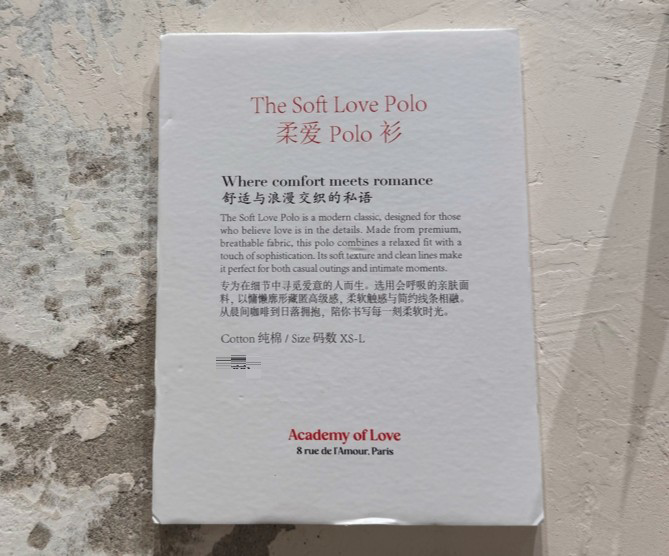 The Soft Love Polo
柔爱 Polo 衫
Where comfort meets romance
舒适与浪漫交织的私语
The Soft Love Polo is a modern classic, designed for those
who believe love is in the details. Made from premium,
breathable fabric, this polo combines a relaxed fit with a
touch of sophistication. Its soft texture and clean lines make
it perfect for both casual outings and intimate moments.
专为在细节中寻觅爱意的人而生。选用会呼吸的亲肤面
料，以慵懒廓形藏匿高级感，柔软触感与简约线条相融。
从晨间咖啡到日落拥抱，陪你书写每一刻柔软时光。
Cotton 纯棉 / Size 码数 XS-L
Academy of Love
8 rue de l'Amour, Paris